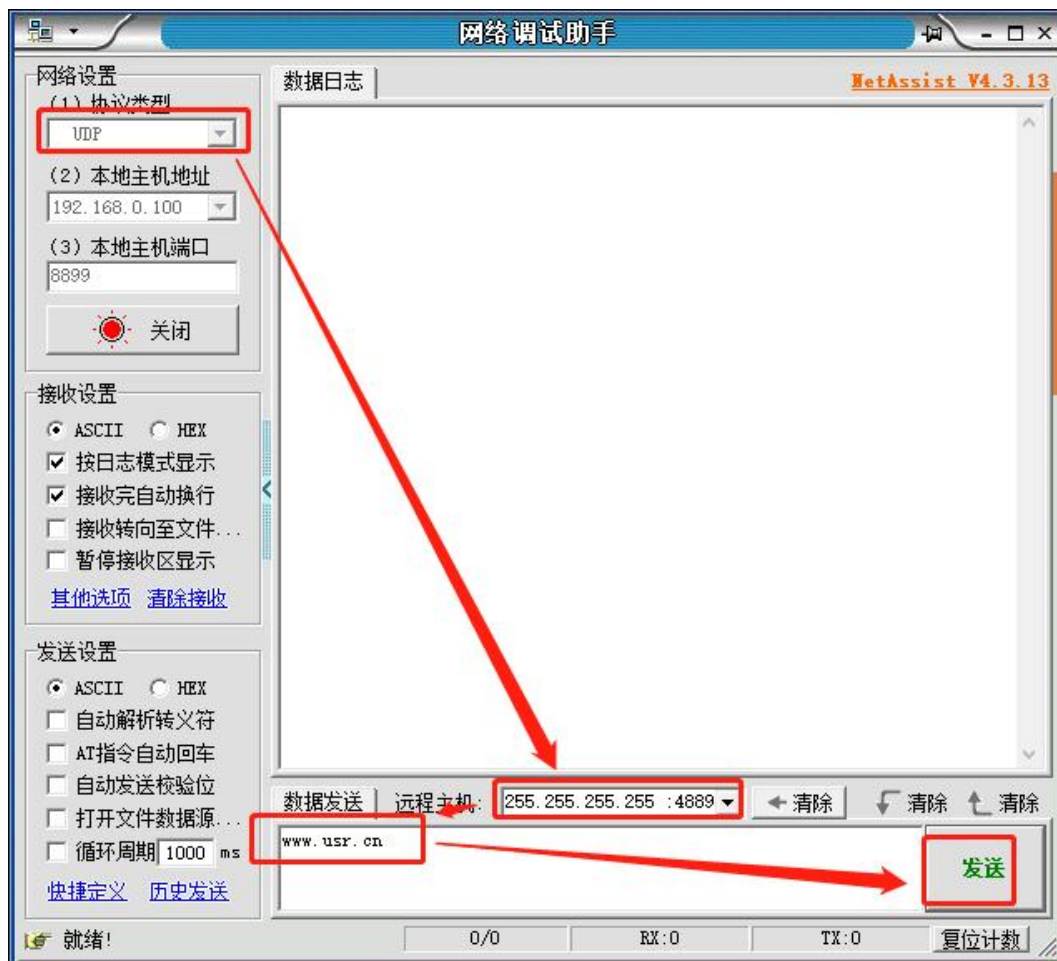 网络调试助手
网络设置
(1) 协议类型
UDP
(2) 本地主机地址
192.168.0.100
(3) 本地主机端口
8899
关闭
接收设置
ASCII HEX
按日志模式显示
接收完自动换行
接收转向至文件...
暂停接收区显示
其他选项 清除接收
发送设置
ASCII HEX
自动解析转义符
AT指令自动回车
自动发送校验位
打开文件数据源...
循环周期 1000 ms
快捷定义 历史发送
数据日志
NetAssist V4.3.13
数据发送 远程主机: 255.255.255.255 :4889 清除 清除 清除
www.usr.cn
发送
就绪! 0/0 RX:0 TX:0 复位计数